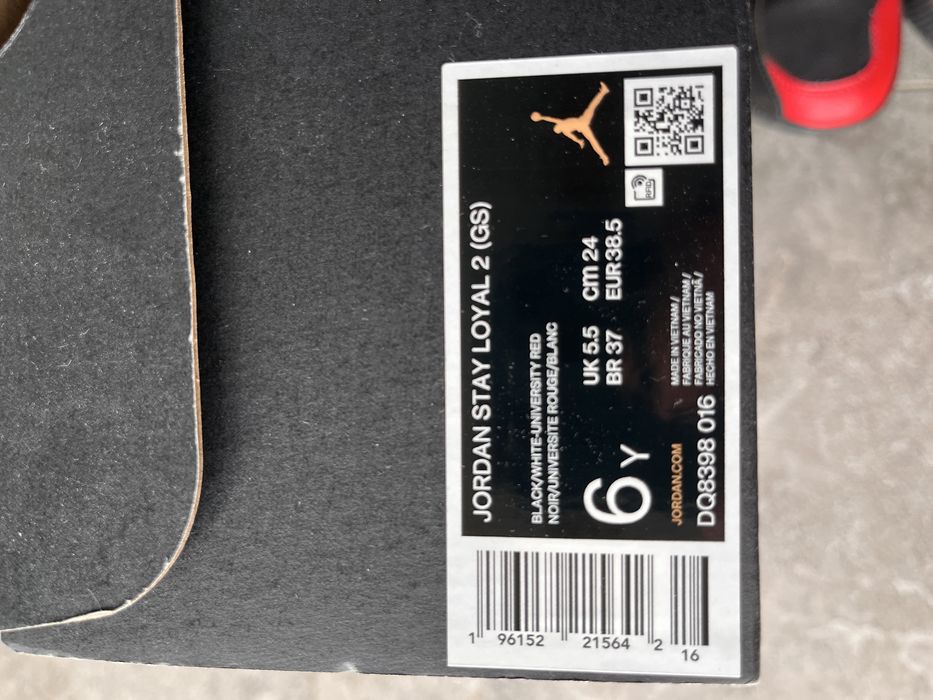 JORDAN STAY LOYAL 2 (GS)
BLACK/WHITE-UNIVERSITY RED
NOIR/UNIVERSITE ROUGE/BLANC
6Y
UK 5.5 cm 24
BR 37 EUR 38.5
RFID
JORDAN.COM
DQ8398 016
MADE IN VIETNAM /
FABRIQUE AU VIETNAM /
FABRICADO NO VIETNÃ /
HECHO EN VIETNAM
1 96152 21564 2
16